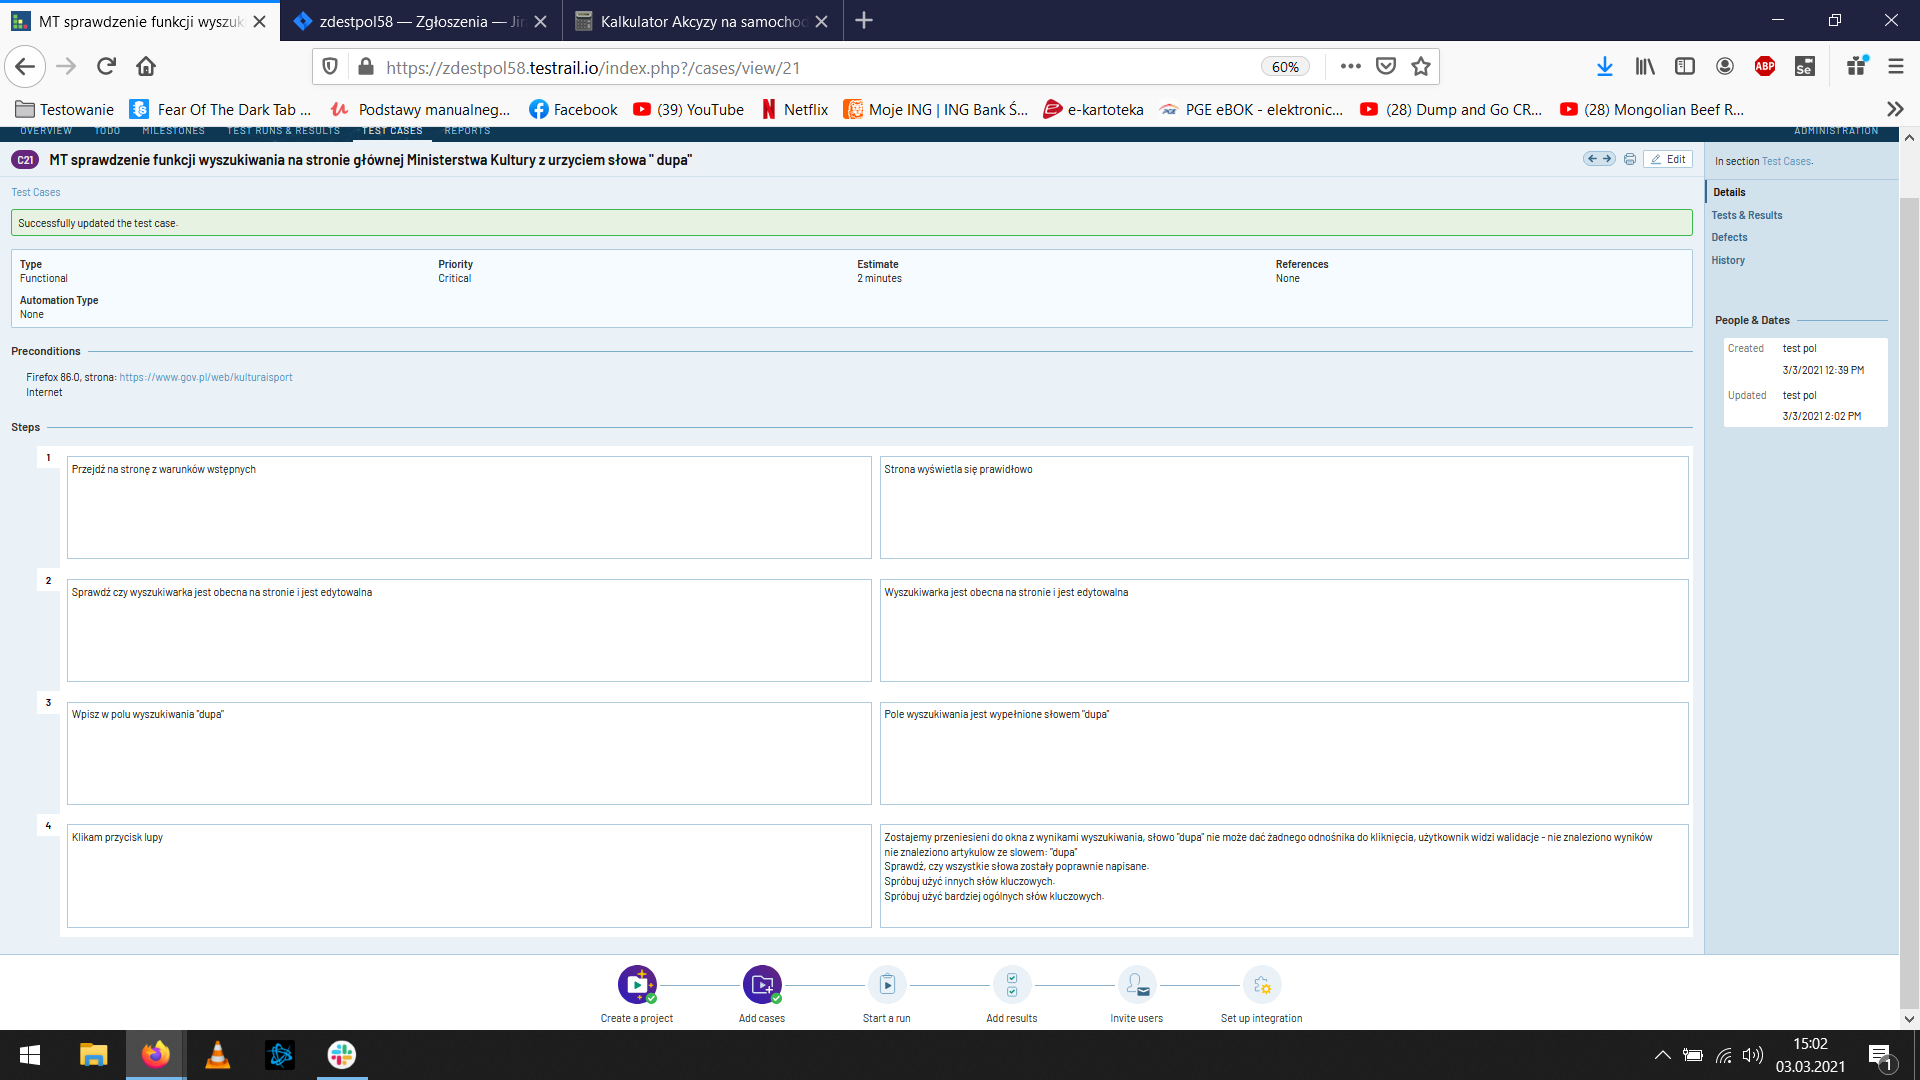 MT sprawdzenie funkcji wyszuk
zdestpol58 — Zgłoszenia — Jir
Kalkulator Akcyzy na samocho
https://zdestpol58.testrail.io/index.php?/cases/view/21
60%
ABP
Se
Testowanie
Fear Of The Dark Tab ...
Podstawy manualneg...
Facebook
(39) YouTube
Netflix
Moje ING | ING Bank Ś...
e-kartoteka
PGE eBOK - elektronic...
(28) Dump and Go CR...
(28) Mongolian Beef R...
OVERVIEW
TODO
MILESTONES
TEST RUNS & RESULTS
TEST CASES
REPORTS
ADMINISTRATION
C21
MT sprawdzenie funkcji wyszukiwania na stronie głównej Ministerstwa Kultury z urzyciem słowa " dupa"
Edit
In section Test Cases.
Test Cases
Details
Successfully updated the test case.
Tests & Results
Defects
History
Type
Functional
Priority
Critical
Estimate
2 minutes
References
None
Automation Type
None
People & Dates
Created
test pol
3/3/2021 12:39 PM
Updated
test pol
3/3/2021 2:02 PM
Preconditions
Firefox 86.0, strona: https://www.gov.pl/web/kulturaisport
Internet
Steps
1
Przejdź na stronę z warunków wstępnych
Strona wyświetla się prawidłowo
2
Sprawdź czy wyszukiwarka jest obecna na stronie i jest edytowalna
Wyszukiwarka jest obecna na stronie i jest edytowalna
3
Wpisz w polu wyszukiwania "dupa"
Pole wyszukiwania jest wypełnione słowem "dupa"
4
Klikam przycisk lupy
Zostajemy przeniesieni do okna z wynikami wyszukiwania, słowo "dupa" nie może dać żadnego odnośnika do kliknięcia, użytkownik widzi walidacje - nie znaleziono wyników
nie znaleziono artykulow ze slowem: "dupa"
Sprawdź, czy wszystkie słowa zostały poprawnie napisane.
Spróbuj użyć innych słów kluczowych.
Spróbuj użyć bardziej ogólnych słów kluczowych.
Create a project
Add cases
Start a run
Add results
Invite users
Set up integration
15:02
03.03.2021
1